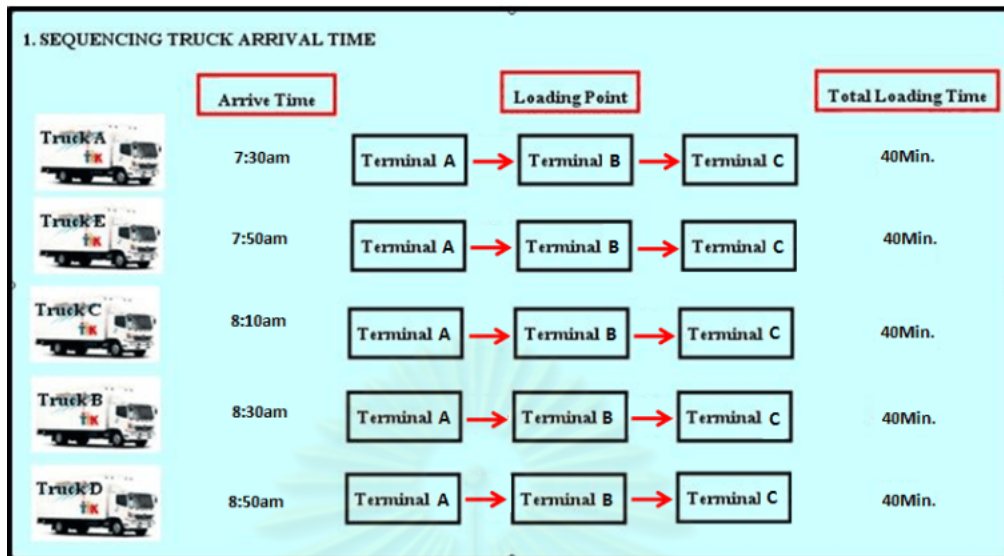 1. SEQUENCING TRUCK ARRIVAL TIME
Arrive Time Loading Point Total Loading Time
Truck A 7:30am Terminal A Terminal B Terminal C 40Min.
Truck E 7:50am Terminal A Terminal B Terminal C 40Min.
Truck C 8:10am Terminal A Terminal B Terminal C 40Min.
Truck B 8:30am Terminal A Terminal B Terminal C 40Min.
Truck D 8:50am Terminal A Terminal B Terminal C 40Min.